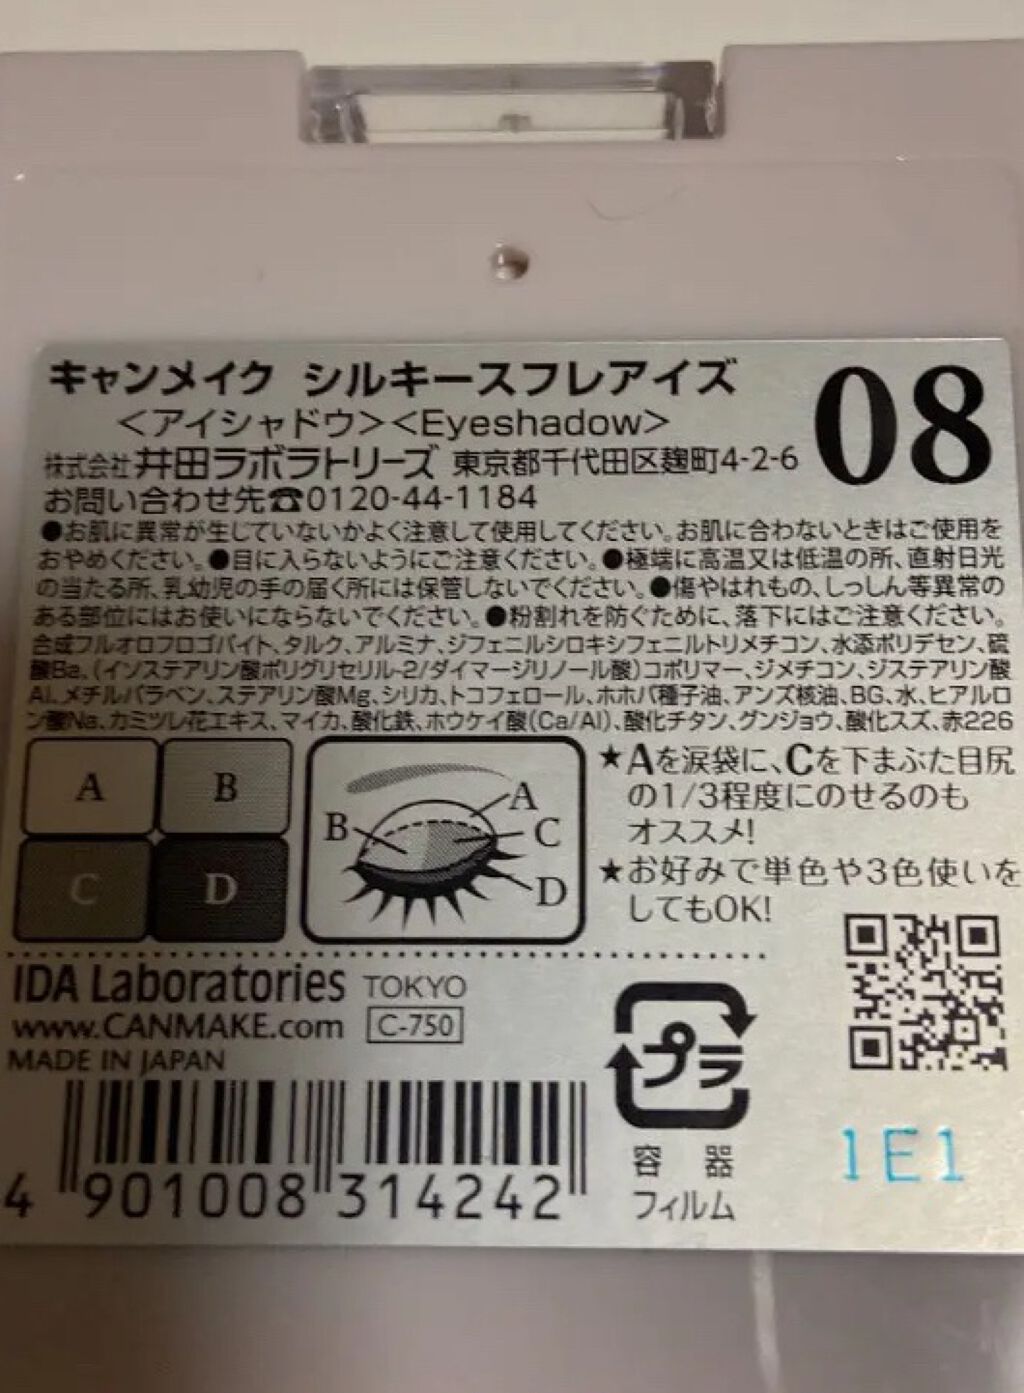 キャンメイク シルキースフレアイズ
08
<アイシャドウ><Eyeshadow>
株式会社井田ラボラトリーズ 東京都千代田区麹町4-2-6
お問い合わせ先☎0120-44-1184
●お肌に異常が生じていないかよく注意して使用してください。お肌に合わないときはご使用を
おやめください。●目に入らないようにご注意ください。●極端に高温又は低温の所、直射日光
の当たる所、乳幼児の手の届く所には保管しないでください。●傷やはれもの、しっしん等異常の
ある部位にはお使いにならないでください。●粉割れを防ぐために、落下にはご注意ください。
合成フルオロフロゴパイト、タルク、アルミナ、ジフェニルシロキシフェニルトリメチコン、水添ポリデセン、硫
酸Ba、(イソステアリン酸ポリグリセリル-2/ダイマージリノール酸)コポリマー、ジメチコン、ジステアリン酸
Al、メチルパラベン、ステアリン酸Mg、シリカ、トコフェロール、ホホバ種子油、アンズ核油、BG、水、ヒアルロ
ン酸Na、カミツレ花エキス、マイカ、酸化鉄、ホウケイ酸(Ca/Al)、酸化チタン、グンジョウ、酸化スズ、赤226
A B
C D
A
B
C
D
★Aを涙袋に、Cを下まぶた目尻
の1/3程度にのせるのも
オススメ!
★お好みで単色や3色使いを
してもOK!
IDA Laboratories TOKYO
www.CANMAKE.com C-750
MADE IN JAPAN
4 901008 314242
プラ
容器
フィルム
1E1